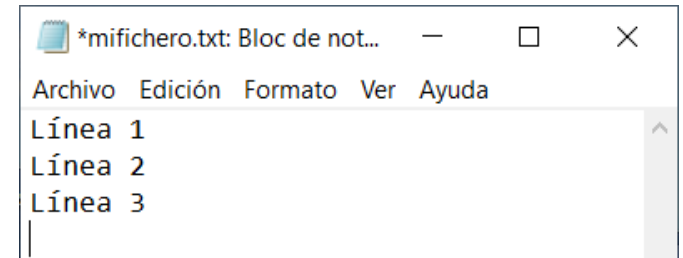 *mifichero.txt: Bloc de not...
Archivo Edición Formato Ver Ayuda
Línea 1
Línea 2
Línea 3